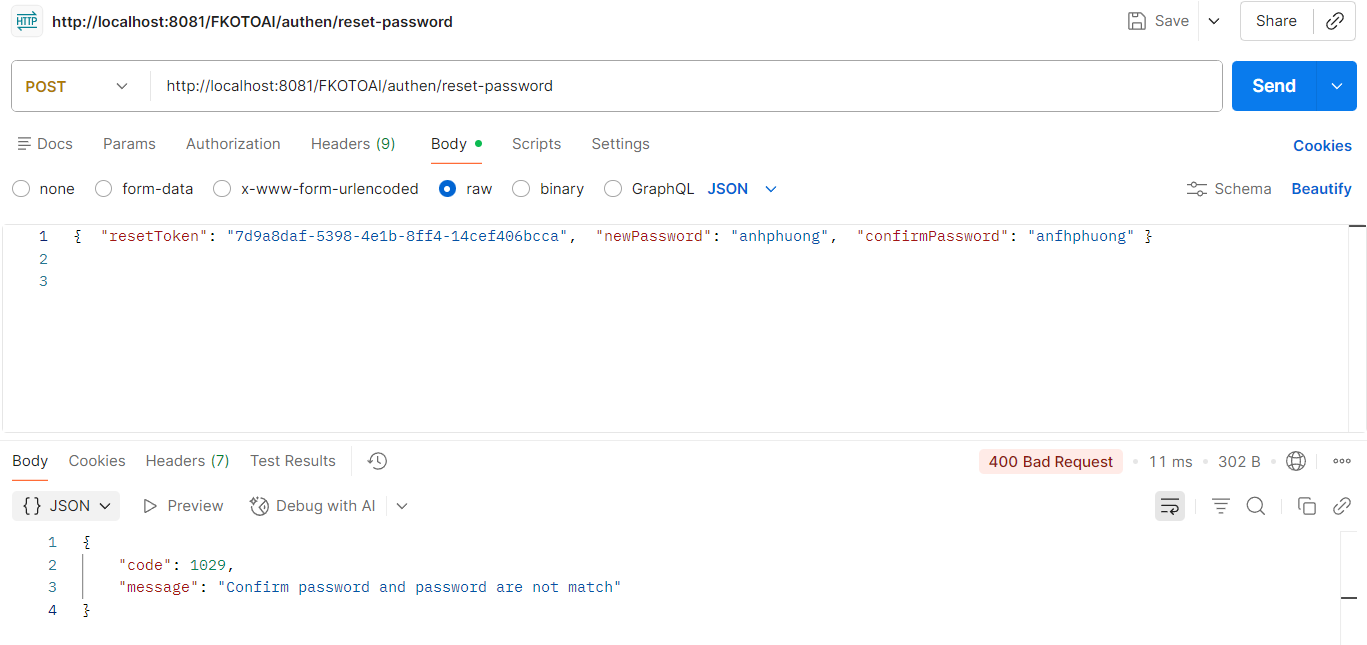 HTTP http://localhost:8081/FKOTOAI/authen/reset-password Save Share
POST http://localhost:8081/FKOTOAI/authen/reset-password Send
Docs Params Authorization Headers (9) Body Scripts Settings Cookies
none form-data x-www-form-urlencoded raw binary GraphQL JSON Schema Beautify
1 { "resetToken": "7d9a8daf-5398-4e1b-8ff4-14cef406bcca", "newPassword": "anhphuong", "confirmPassword": "anfhphuong" }
2
3
Body Cookies Headers (7) Test Results 400 Bad Request • 11 ms • 302 B •
{} JSON Preview Debug with AI
1 {
2 "code": 1029,
3 "message": "Confirm password and password are not match"
4 }